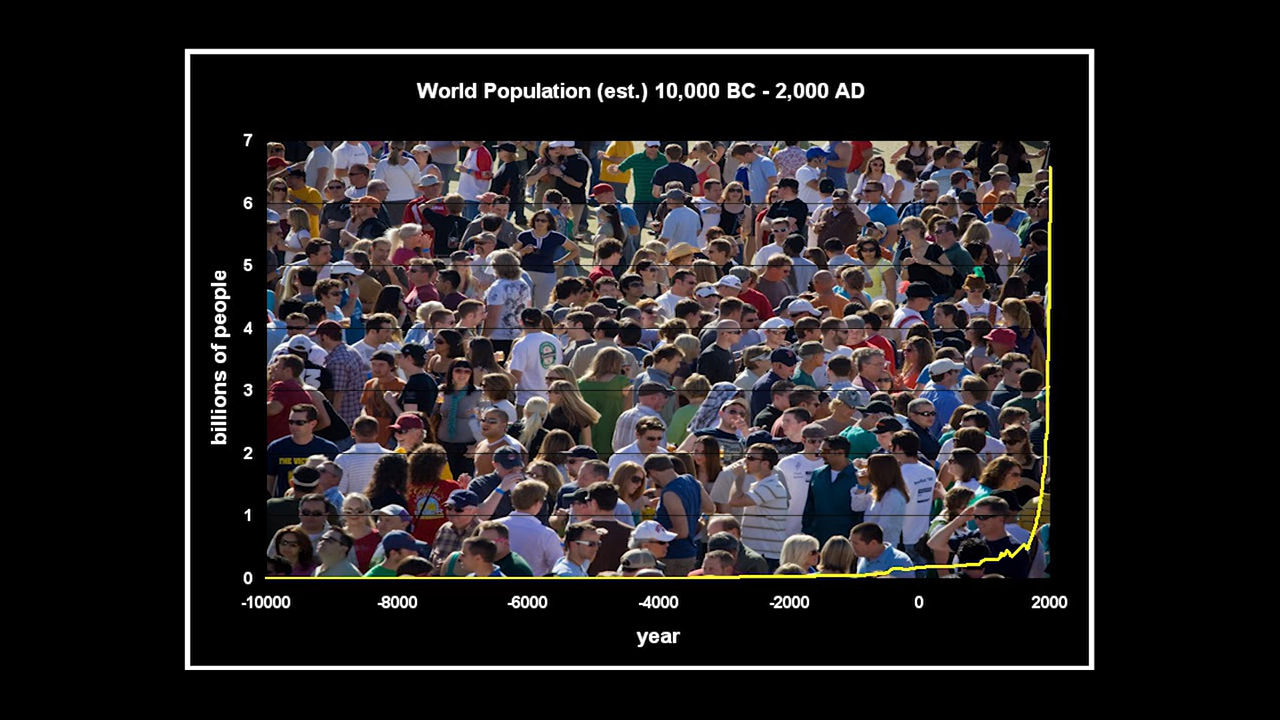 World Population (est.) 10,000 BC - 2,000 AD
7
6
5
4
3
2
1
0
billions of people
-10000 -8000 -6000 -4000 -2000 0 2000
year